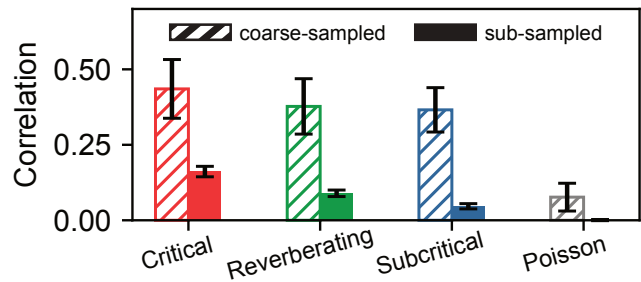 coarse-sampled sub-sampled
Correlation
0.50
0.25
0.00
Critical
Reverberating
Subcritical
Poisson